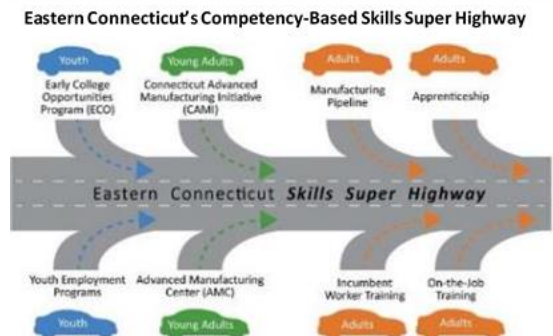 Eastern Connecticut's Competency-Based Skills Super Highway
Youth
Young Adults
Adults
Adults
Early College
Opportunities
Program (ECO)
Connecticut Advanced
Manufacturing Initiative
(CAMI)
Manufacturing
Pipeline
Apprenticeship
Eastern Connecticut Skills Super Highway
Youth Employment
Programs
Advanced Manufacturing
Center (AMC)
Incumbent
Worker Training
On-the-Job
Training
Youth
Young Adults
Adults
Adults